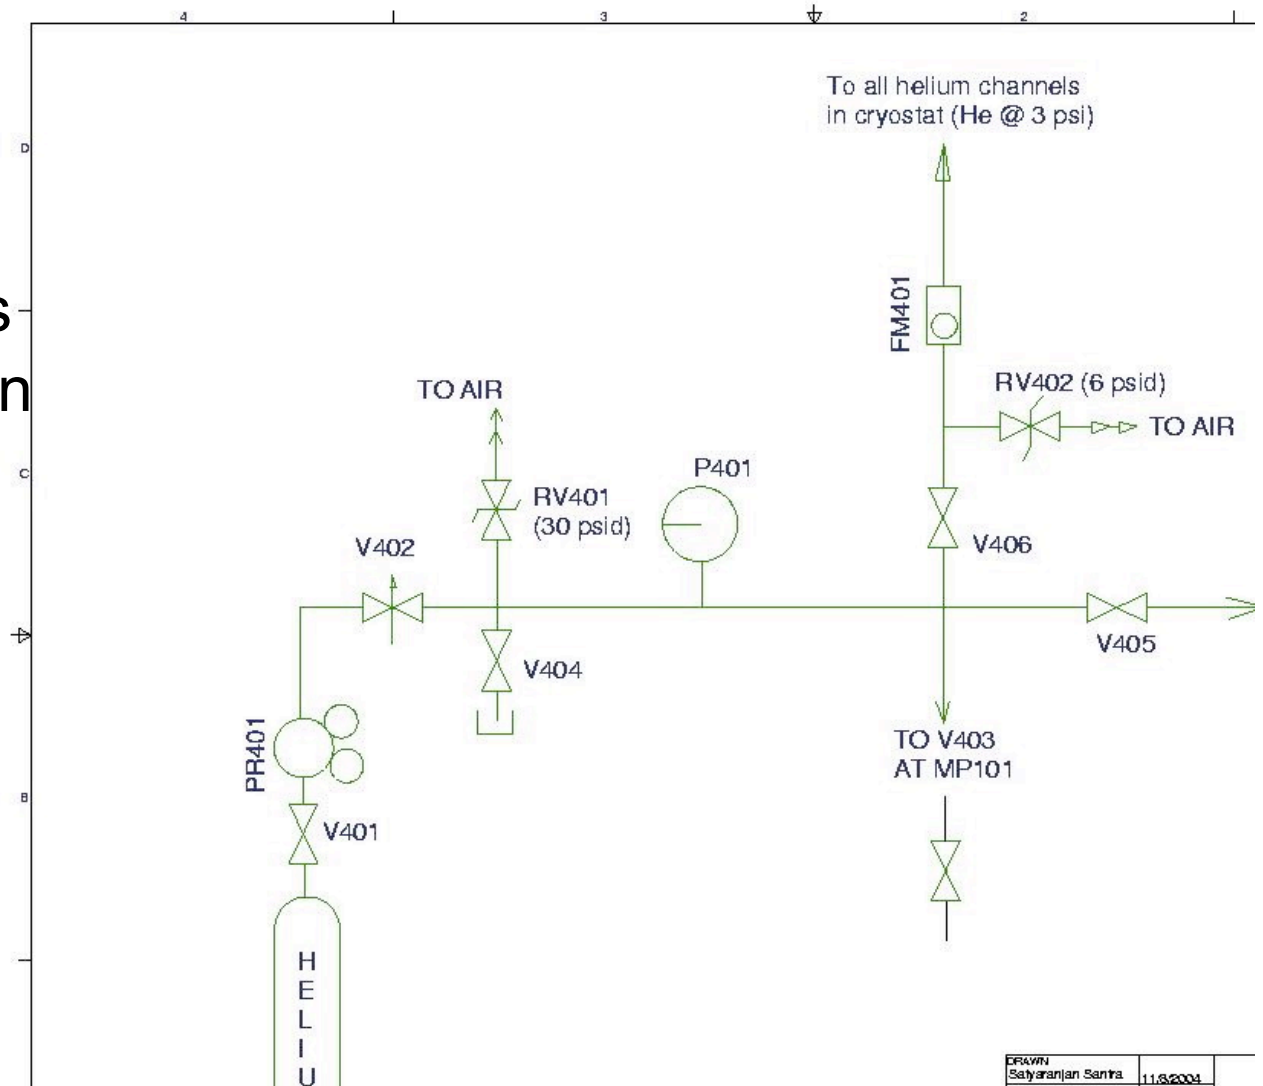 4 3 2
To all helium channels
in cryostat (He @ 3 psi)
D
s
n
FM401
RV402 (6 psid)
TO AIR
TO AIR
C
P401
RV401
(30 psid)
V402
V406
V404
V405
PR401
TO V403
AT MP101
B
V401
H
E
L
I
U
DRAWN
Satyaranjan Santra 11/8/2004